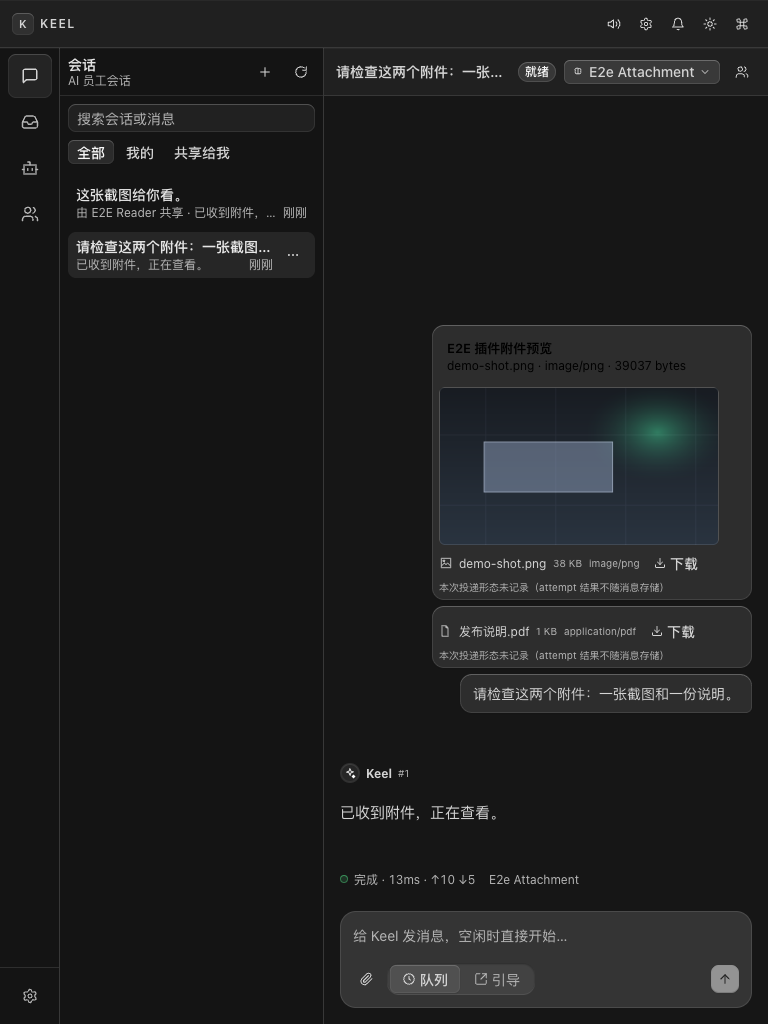 K KEEL
会话
AI 员工会话
搜索会话或消息
全部 我的 共享给我
这张截图给你看。
由 E2E Reader 共享 · 已收到附件，... 刚刚
请检查这两个附件：一张截图...
已收到附件，正在查看。 刚刚
请检查这两个附件：一张... 就绪 E2e Attachment
E2E 插件附件预览
demo-shot.png · image/png · 39037 bytes
demo-shot.png 38 KB image/png 下载
本次投递形态未记录（attempt 结果不随消息存储）
发布说明.pdf 1 KB application/pdf 下载
本次投递形态未记录（attempt 结果不随消息存储）
请检查这两个附件：一张截图和一份说明。
Keel #1
已收到附件，正在查看。
完成 · 13ms · ↑10 ↓5 E2e Attachment
给 Keel 发消息，空闲时直接开始...
队列 引导